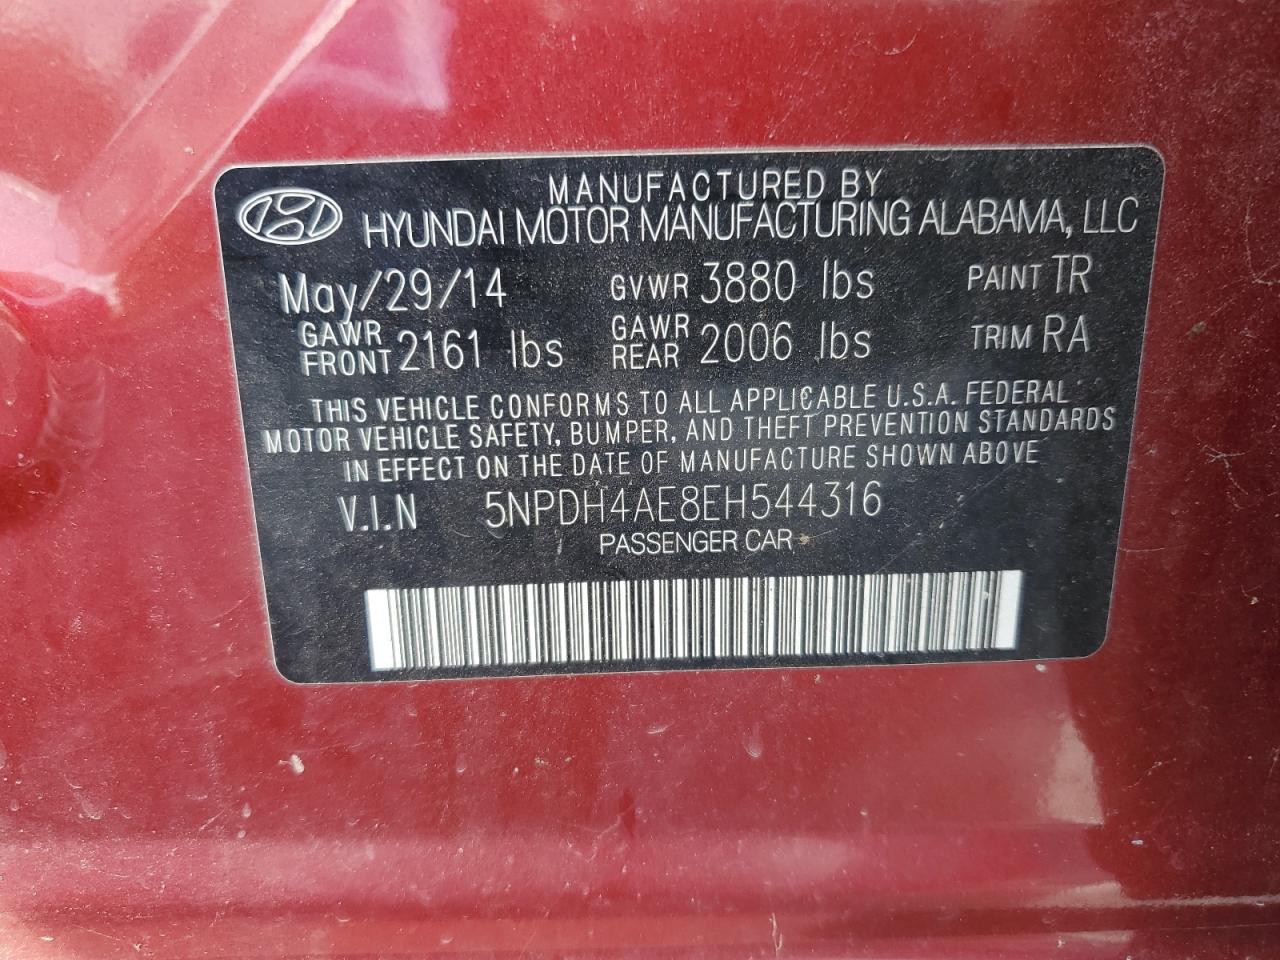 MANUFACTURED BY
HYUNDAI MOTOR MANUFACTURING ALABAMA, LLC
May/29/14 GVWR 3880 lbs PAINT TR
GAWR FRONT 2161 lbs GAWR REAR 2006 lbs TRIM RA
THIS VEHICLE CONFORMS TO ALL APPLICABLE U.S.A. FEDERAL
MOTOR VEHICLE SAFETY, BUMPER, AND THEFT PREVENTION STANDARDS
IN EFFECT ON THE DATE OF MANUFACTURE SHOWN ABOVE
V.I.N 5NPDH4AE8EH544316
PASSENGER CAR